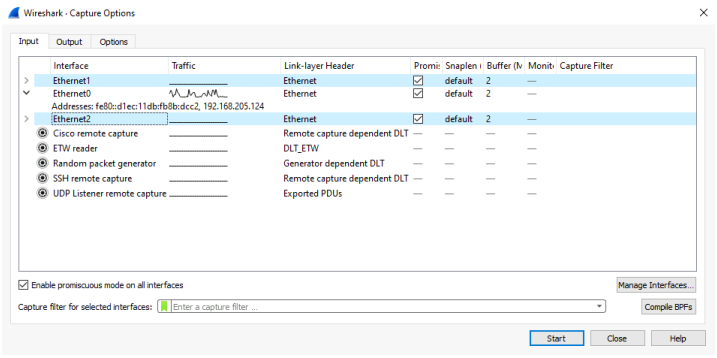 Wireshark · Capture Options
Input Output Options
Interface Traffic Link-layer Header Promis Snaplen ( Buffer (M Monito Capture Filter
Ethernet1 Ethernet default 2 —
Ethernet0 Ethernet default 2 —
Addresses: fe80::d1ec:11db:fb8b:dcc2, 192.168.205.124
Ethernet2 Ethernet default 2 —
Cisco remote capture Remote capture dependent DLT — — — —
ETW reader DLT_ETW — — — —
Random packet generator Generator dependent DLT — — — —
SSH remote capture Remote capture dependent DLT — — — —
UDP Listener remote capture Exported PDUs — — — —
Enable promiscuous mode on all interfaces Manage Interfaces...
Capture filter for selected interfaces: Enter a capture filter ... Compile BPFs
Start Close Help